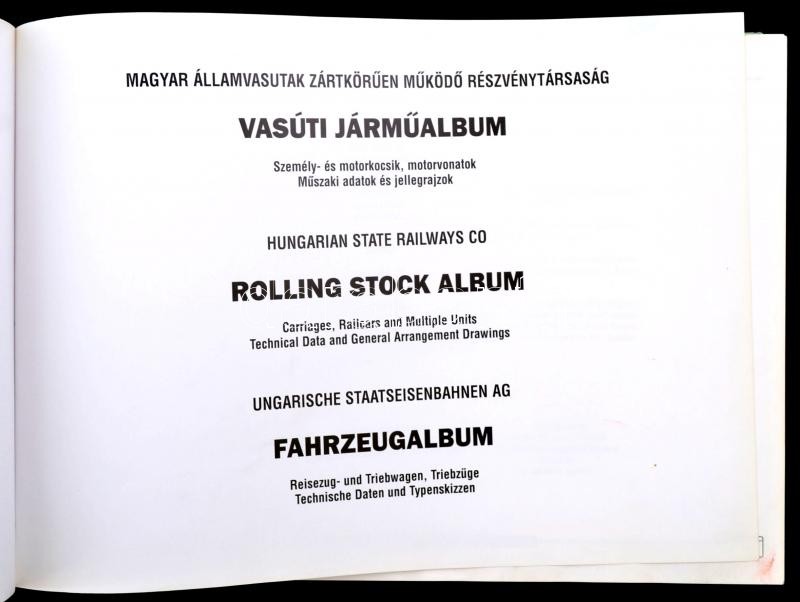 MAGYAR ÁLLAMVASUTAK ZÁRTKÖRŰEN MŰKÖDŐ RÉSZVÉNYTÁRSASÁG
VASÚTI JÁRMŰALBUM
Személy- és motorkocsik, motorvonatok
Műszaki adatok és jellegrajzok
HUNGARIAN STATE RAILWAYS CO
ROLLING STOCK ALBUM
Carriages, Railcars and Multiple Units
Technical Data and General Arrangement Drawings
UNGARISCHE STAATSEISENBAHNEN AG
FAHRZEUGALBUM
Reisezug- und Triebwagen, Triebzüge
Technische Daten und Typenskizzen